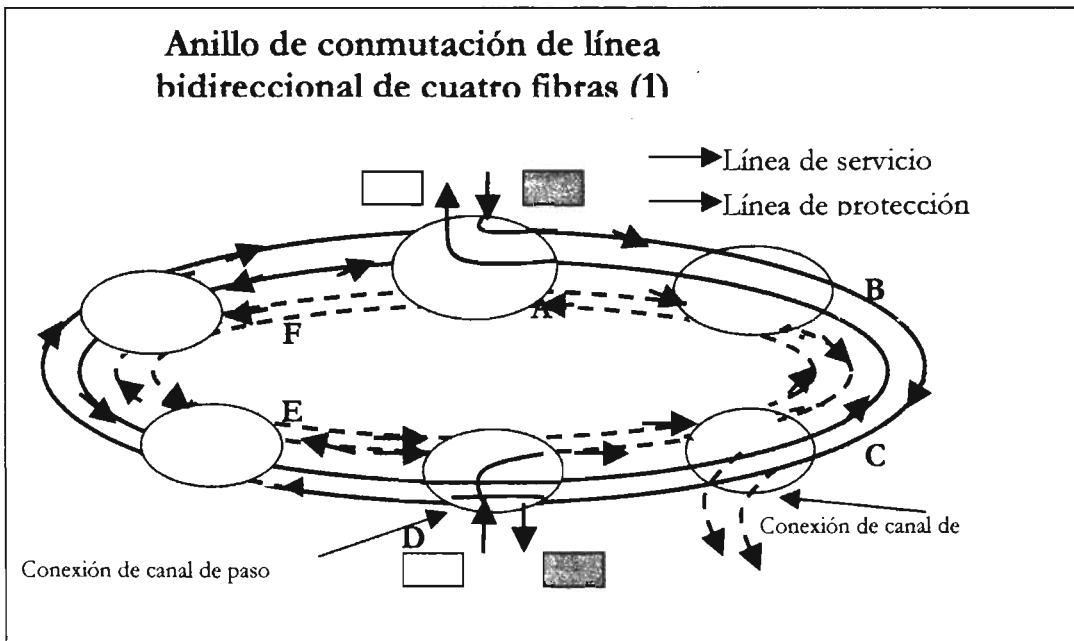 Anillo de conmutación de línea
bidireccional de cuatro fibras (1)
Línea de servicio
Línea de protección
B
A
F
E
C
Conexión de canal de
D
Conexión de canal de paso